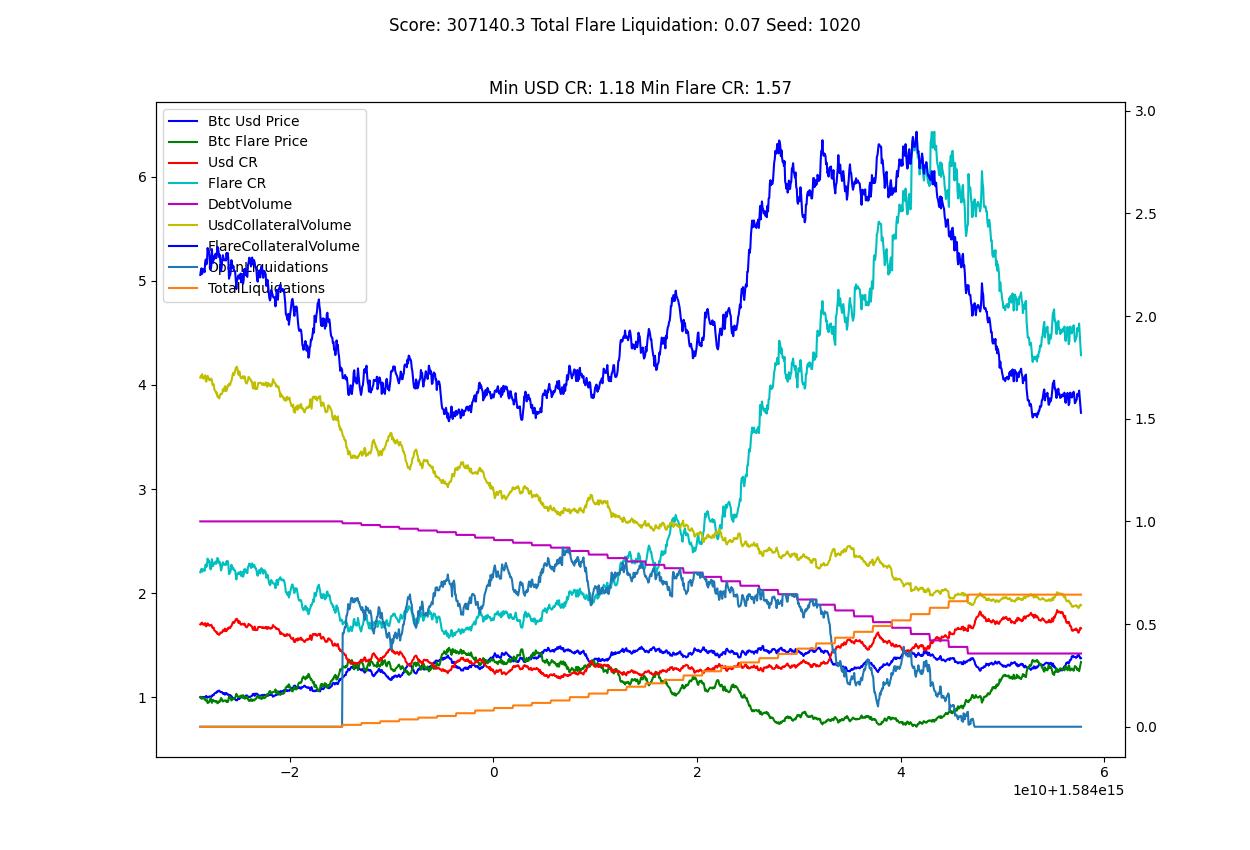 Score: 307140.3 Total Flare Liquidation: 0.07 Seed: 1020
Min USD CR: 1.18 Min Flare CR: 1.57
Btc Usd Price
Btc Flare Price
Usd CR
Flare CR
DebtVolume
UsdCollateralVolume
FlareCollateralVolume
OpenLiquidations
TotalLiquidations
6
5
4
3
2
1
3.0
2.5
2.0
1.5
1.0
0.5
0.0
−2 0 2 4 6
1e10+1.584e15